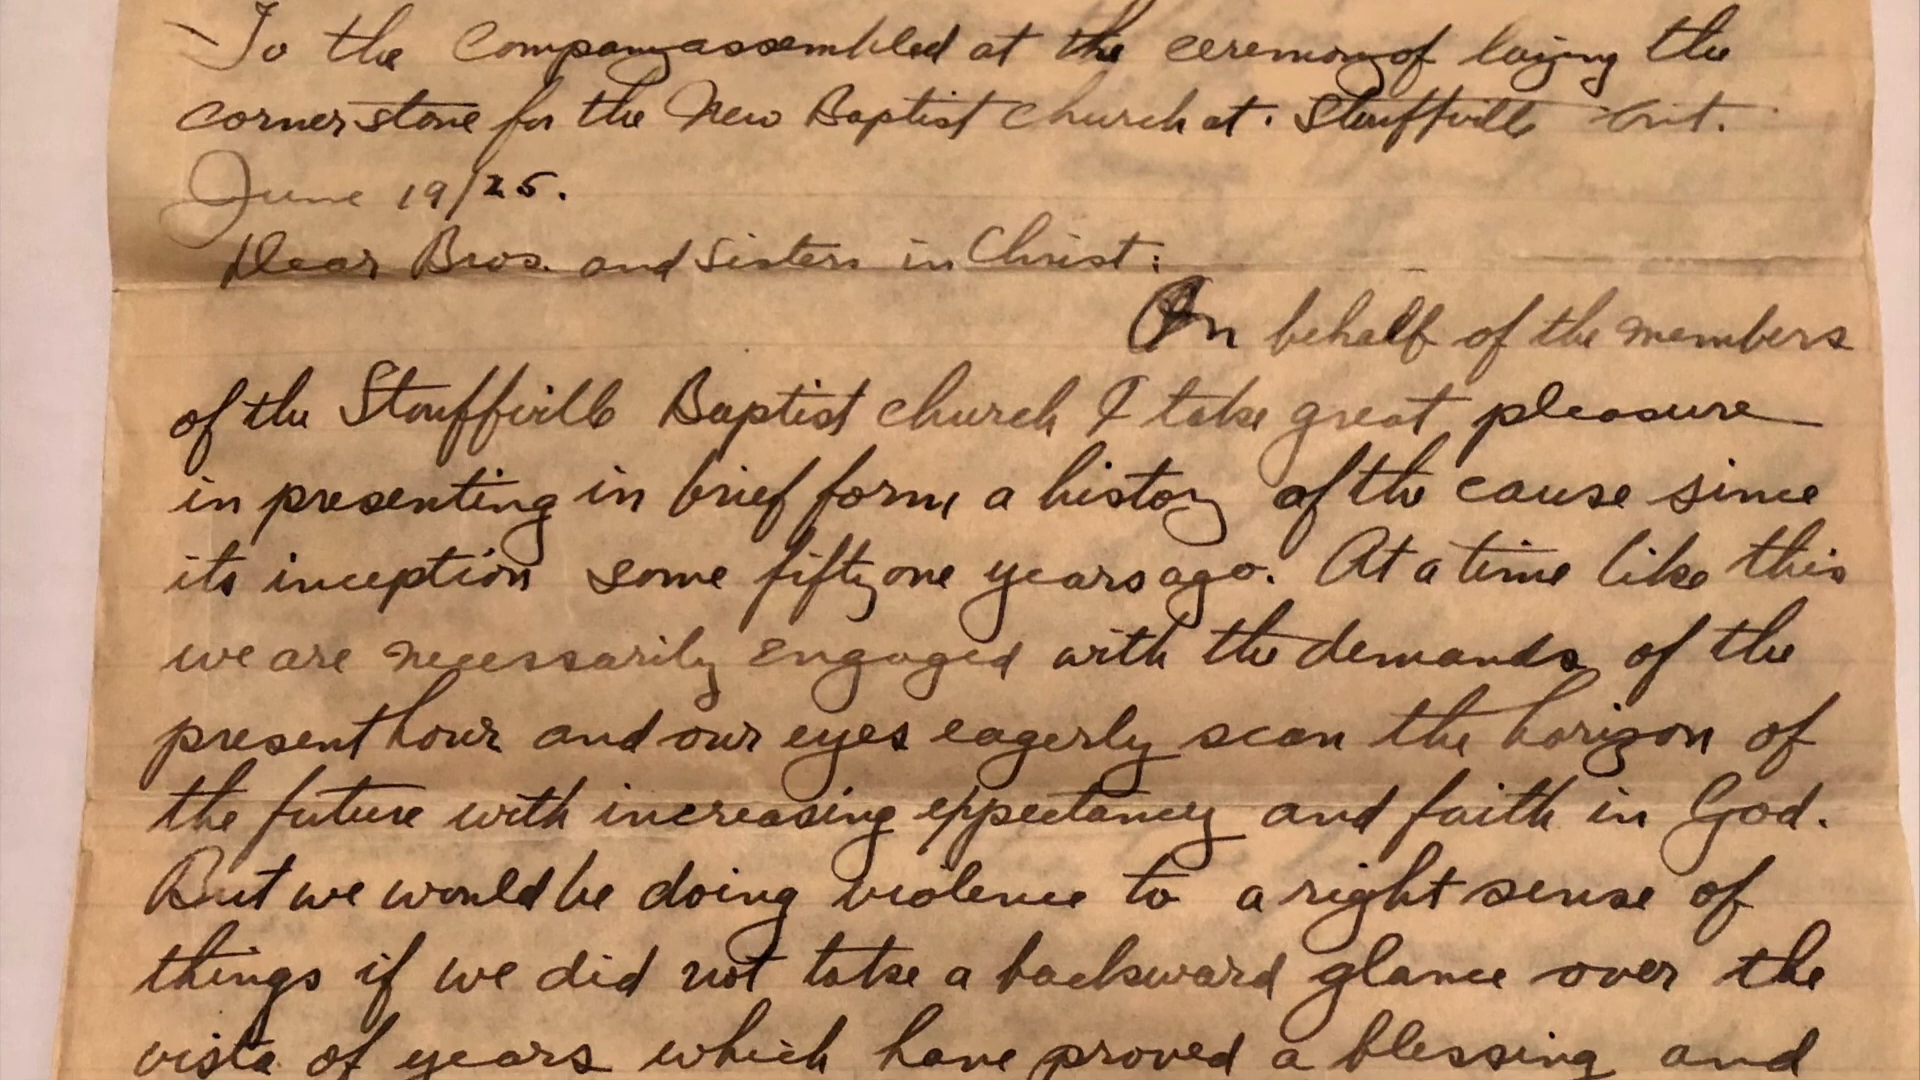 To the Company assembled at the ceremony of laying the
corner stone for the New Baptist Church at Stouffville Ont.
June 19/25.
Dear Bros. and Sisters in Christ:
On behalf of the members
of the Stouffville Baptist church I take great pleasure
in presenting in brief form a history of the cause since
its inception some fifty one years ago. At a time like this
we are necessarily engaged with the demands of the
present hour and our eyes eagerly scan the horizon of
the future with increasing expectancy and faith in God.
But we would be doing violence to a right sense of
things if we did not take a backward glance over the
vista of years which have proved a blessing and